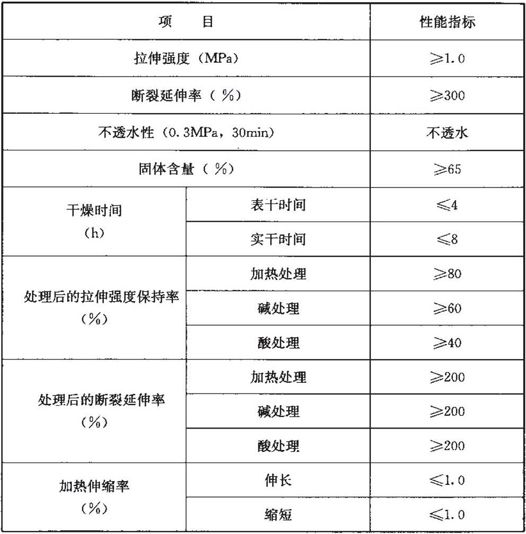 项 目 性能指标
拉伸强度（MPa） ≥1.0
断裂延伸率（％） ≥300
不透水性（0.3MPa，30min） 不透水
固体含量（％） ≥65
干燥时间
（h）
表干时间 ≤4
实干时间 ≤8
处理后的拉伸强度保持率
（％）
加热处理 ≥80
碱处理 ≥60
酸处理 ≥40
处理后的断裂延伸率
（％）
加热处理 ≥200
碱处理 ≥200
酸处理 ≥200
加热伸缩率
（％）
伸长 ≤1.0
缩短 ≤1.0